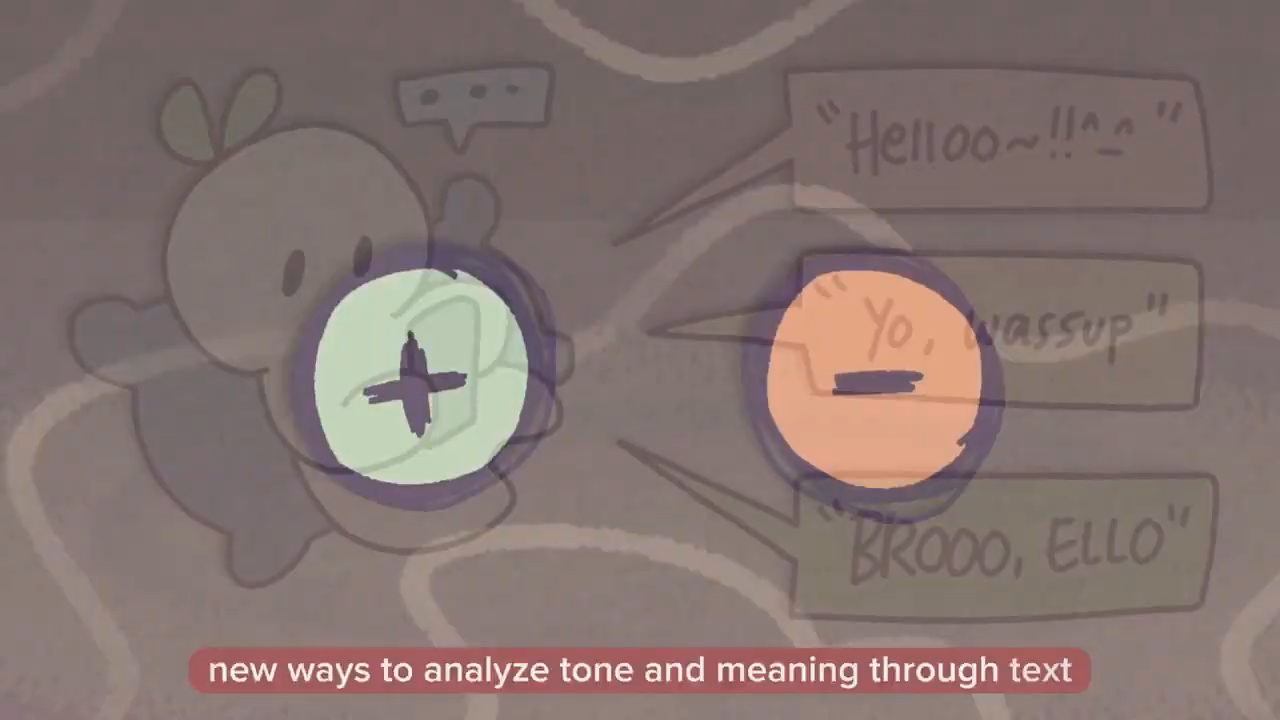 "Helloo~!!^_^"
"Yo, wassup"
"BROOO, ELLO"
new ways to analyze tone and meaning through text